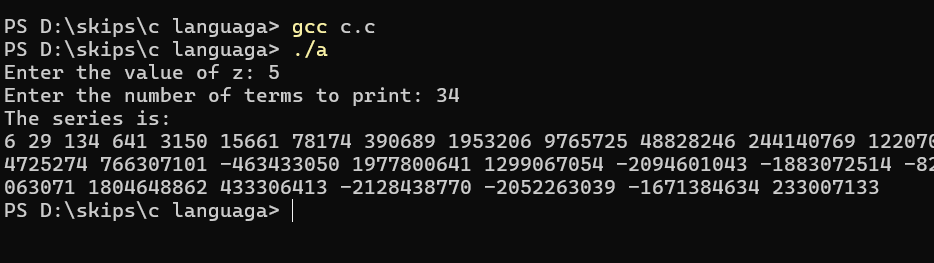 PS D:\skips\c languaga> gcc c.c
PS D:\skips\c languaga> ./a
Enter the value of z: 5
Enter the number of terms to print: 34
The series is:
6 29 134 641 3150 15661 78174 390689 1953206 9765725 48828246 244140769 122070
4725274 766307101 -463433050 1977800641 1299067054 -2094601043 -1883072514 -82
063071 1804648862 433306413 -2128438770 -2052263039 -1671384634 233007133
PS D:\skips\c languaga>